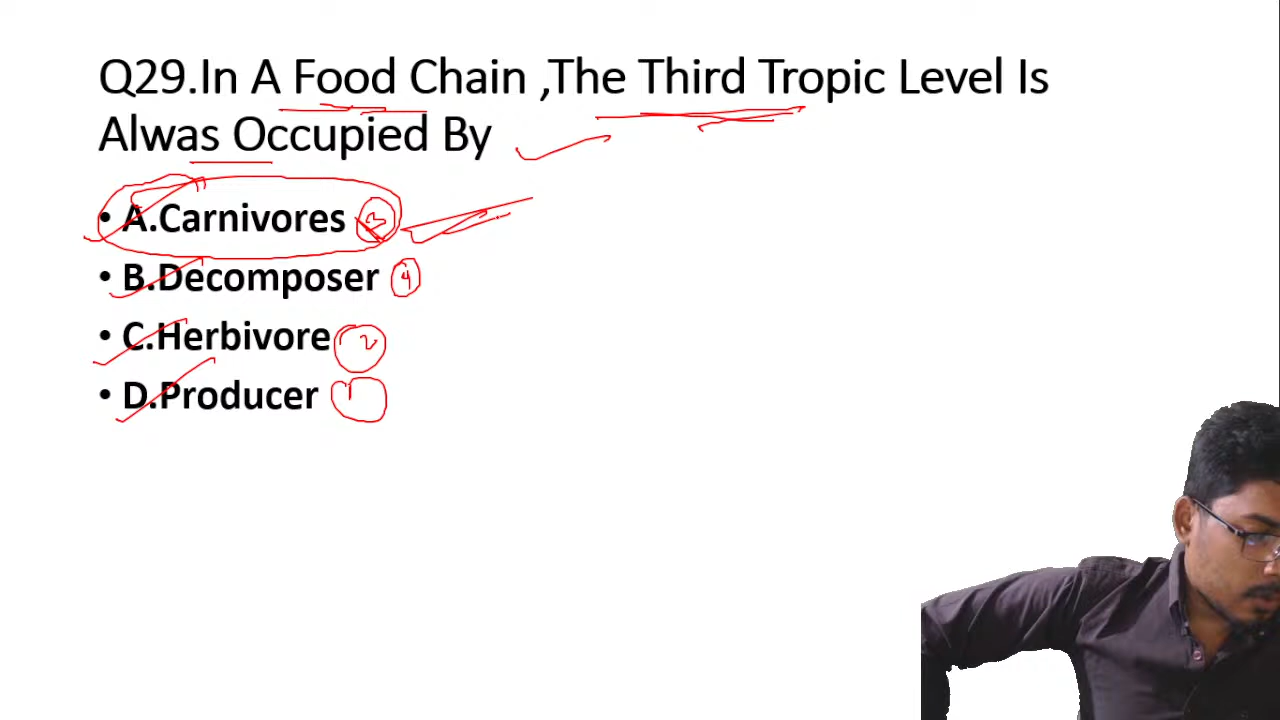 Q29.In A Food Chain ,The Third Tropic Level Is
Alwas Occupied By
• A.Carnivores 3
• B.Decomposer 4
• C.Herbivore 2
• D.Producer 1